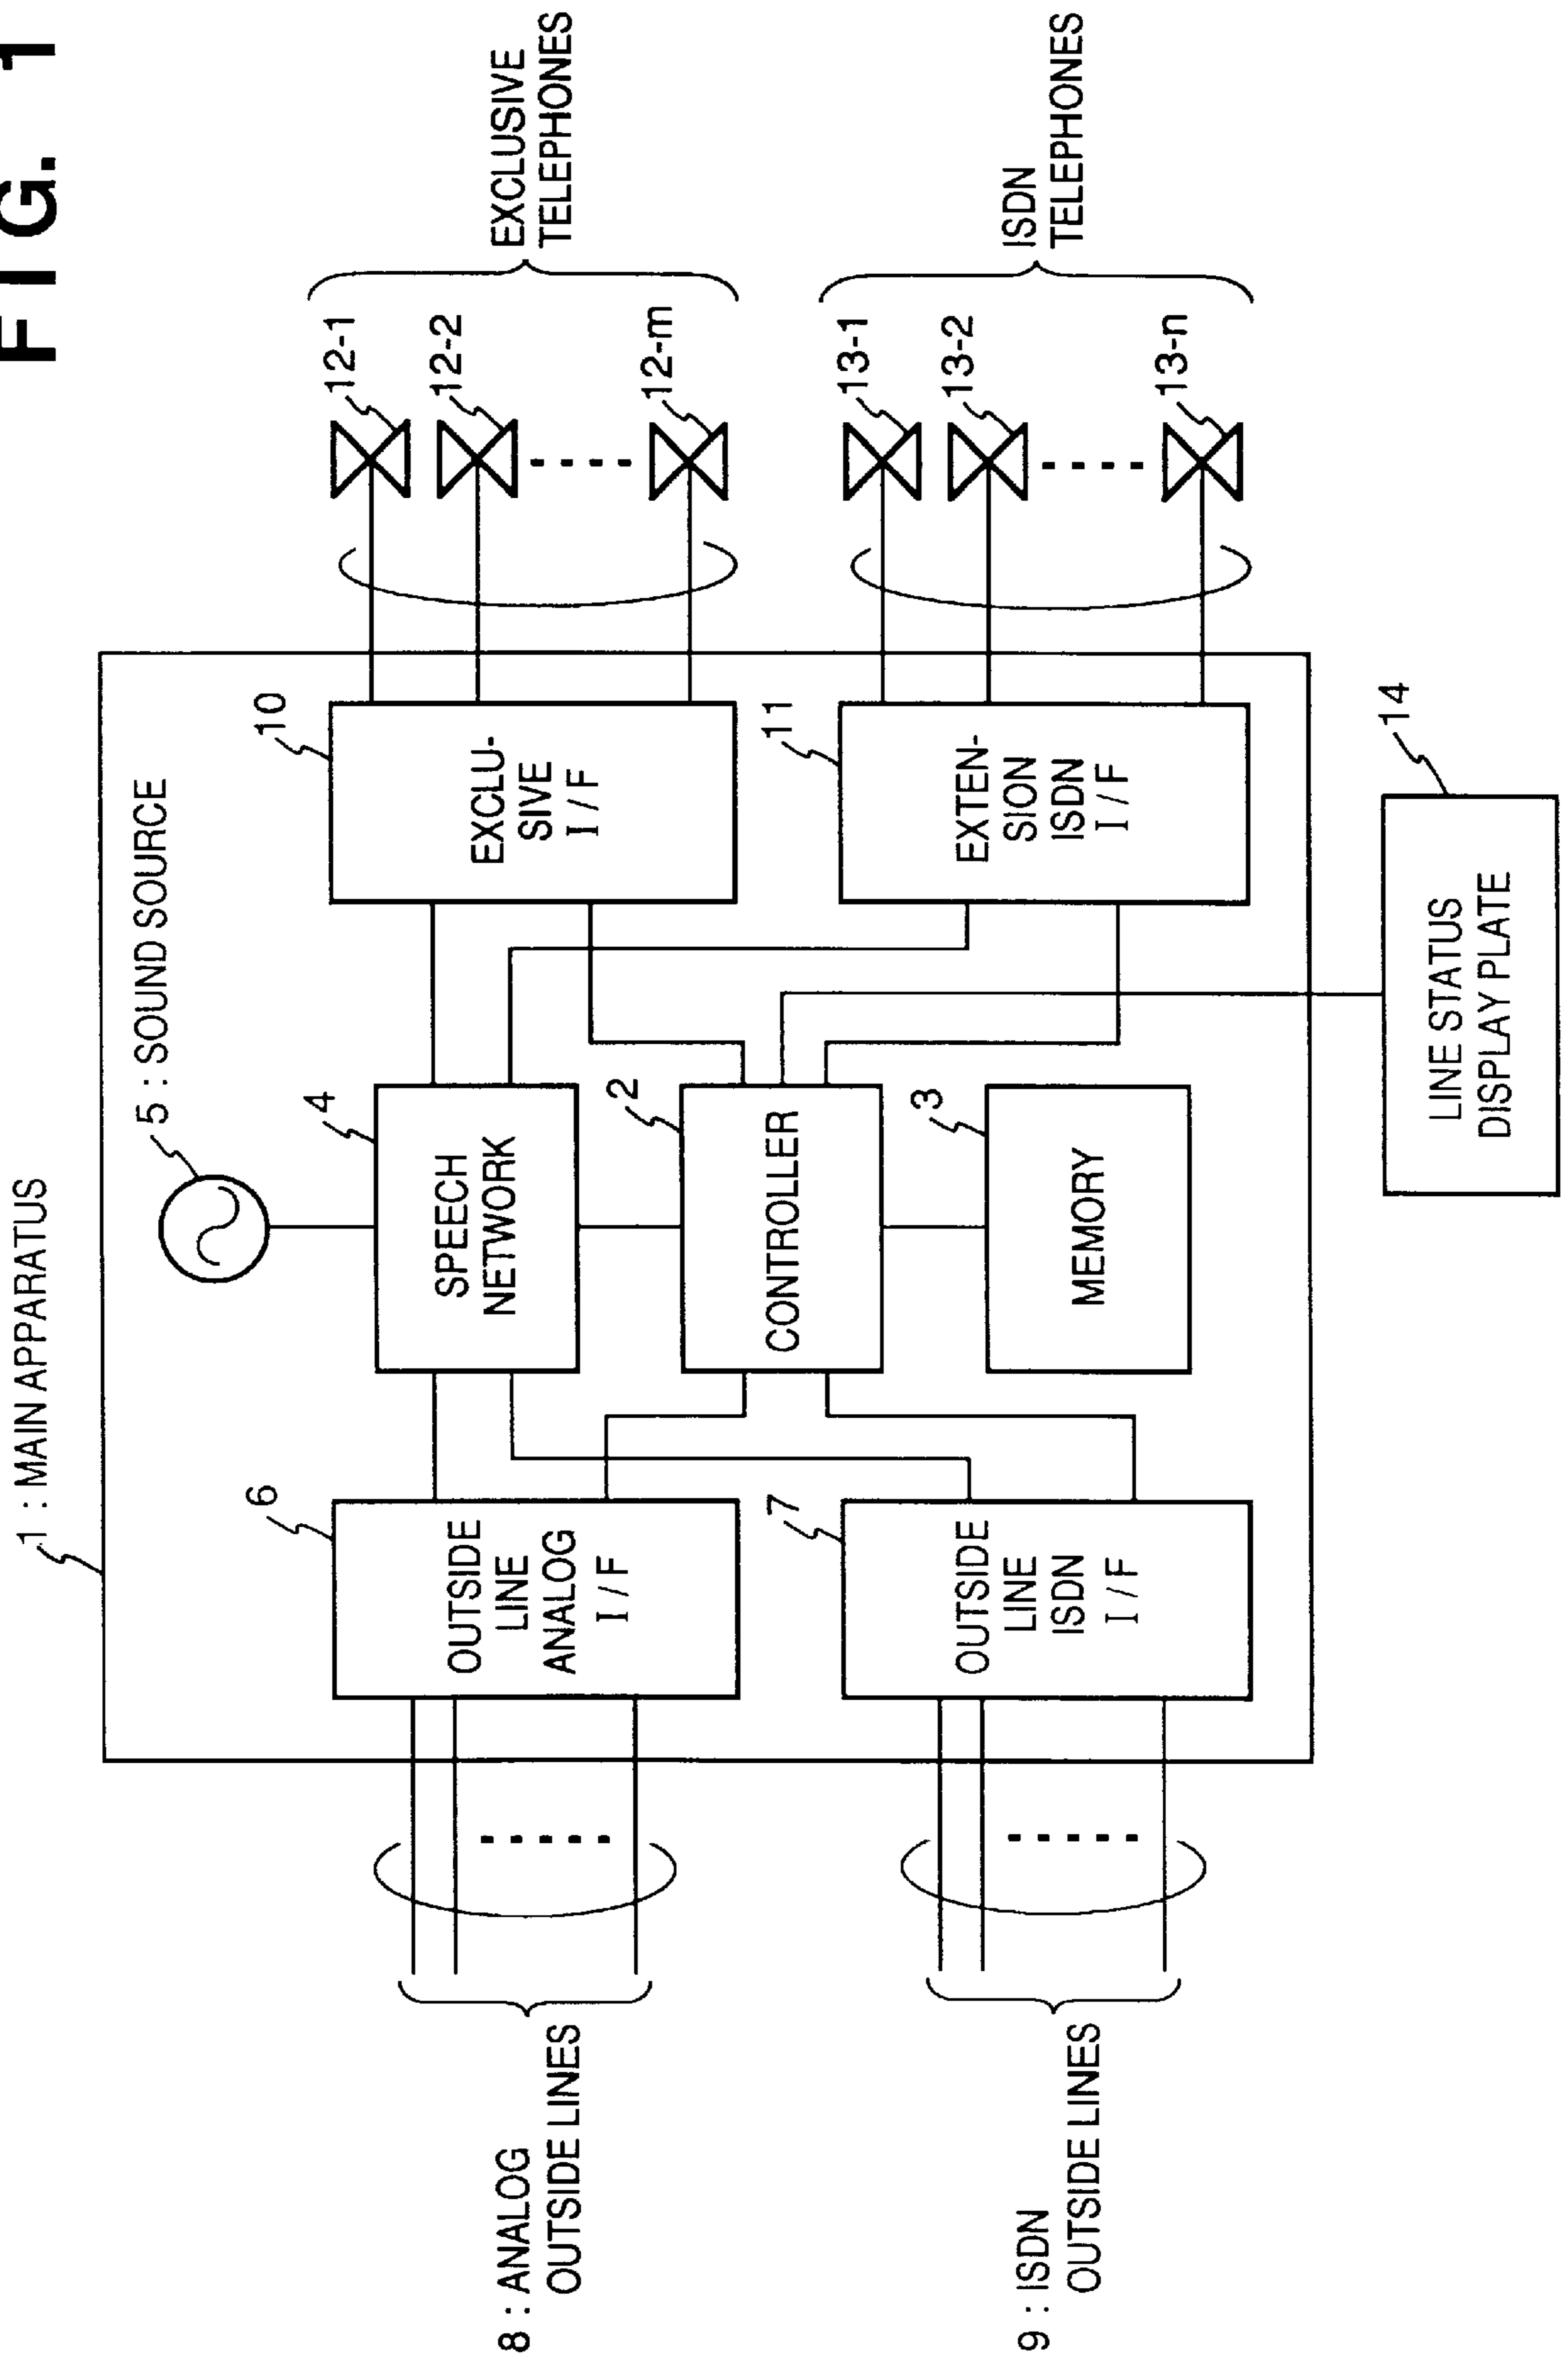 FIG. 1
1 : MAIN APPARATUS
5 : SOUND SOURCE
6
OUTSIDE
LINE
ANALOG
I/F
4
SPEECH
NETWORK
10
EXCLU-
SIVE
I/F
12-1
12-2
12-m
EXCLUSIVE
TELEPHONES
8 : ANALOG
OUTSIDE LINES
2
CONTROLLER
7
OUTSIDE
LINE
ISDN
I/F
3
MEMORY
11
EXTEN-
SION
ISDN
I/F
13-1
13-2
13-n
ISDN
TELEPHONES
9 : ISDN
OUTSIDE LINES
14
LINE STATUS
DISPLAY PLATE